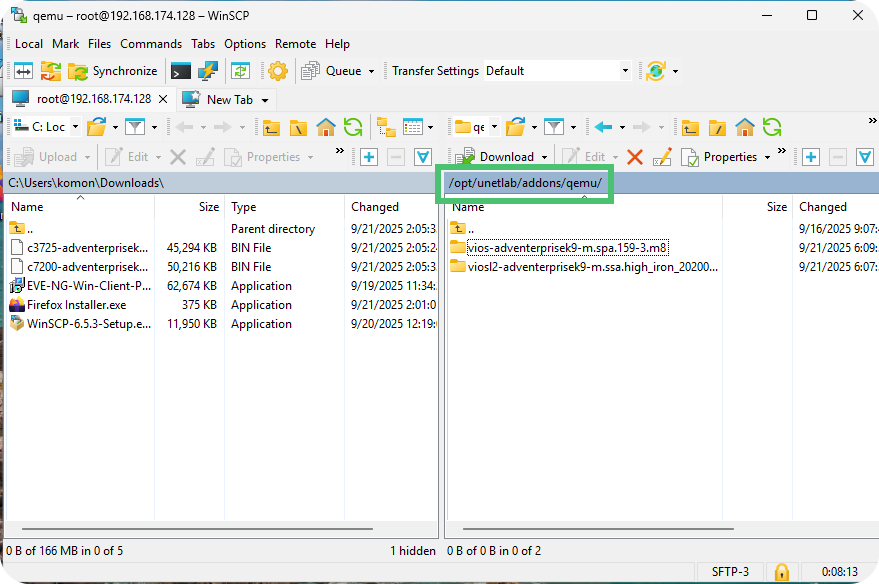 qemu – root@192.168.174.128 – WinSCP
Local Mark Files Commands Tabs Options Remote Help
Synchronize Queue Transfer Settings Default
root@192.168.174.128 New Tab
C: Loc qe
Upload Edit Properties » Download Edit Properties »
C:\Users\komon\Downloads\ /opt/unetlab/addons/qemu/
Name Size Type Changed Name Size Changed
.. Parent directory 9/21/2025 2:05:3 .. 9/16/2025 9:07:
c3725-adventerprisek... 45,294 KB BIN File 9/21/2025 2:05:2 vios-adventerprisek9-m.spa.159-3.m8 9/21/2025 6:09:
c7200-adventerprisek... 50,216 KB BIN File 9/21/2025 2:05:3 viosl2-adventerprisek9-m.ssa.high_iron_20200... 9/21/2025 6:07:
EVE-NG-Win-Client-P... 62,674 KB Application 9/19/2025 11:34:
Firefox Installer.exe 375 KB Application 9/21/2025 2:01:0
WinSCP-6.5.3-Setup.e... 11,950 KB Application 9/20/2025 12:19:
0 B of 166 MB in 0 of 5 1 hidden 0 B of 0 B in 0 of 2
SFTP-3 0:08:13